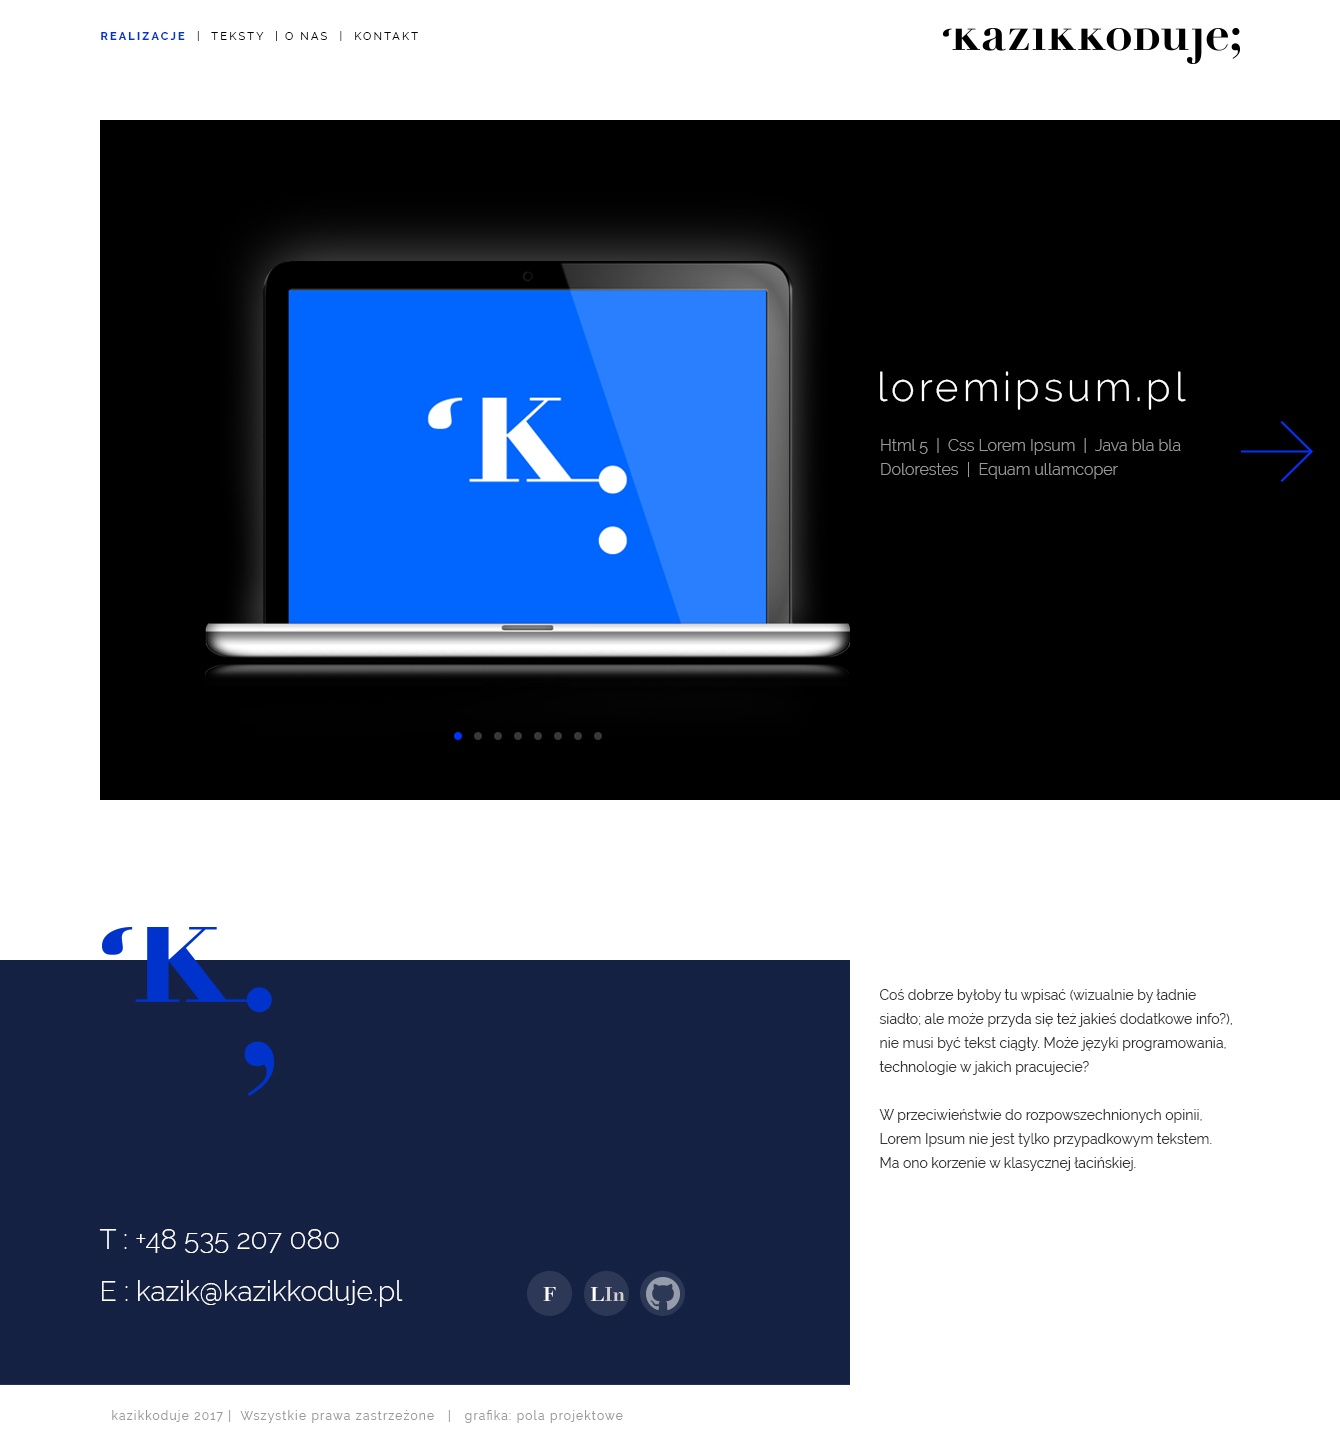 REALIZACJE | TEKSTY | O NAS | KONTAKT
kazikkoduje;
K
loremipsum.pl
Html 5 | Css Lorem Ipsum | Java bla bla
Dolorestes | Equam ullamcoper
K
Coś dobrze byłoby tu wpisać (wizualnie by ładnie
siadło; ale może przyda się też jakieś dodatkowe info?),
nie musi być tekst ciągły. Może języki programowania,
technologie w jakich pracujecie?
W przeciwieństwie do rozpowszechnionych opinii,
Lorem Ipsum nie jest tylko przypadkowym tekstem.
Ma ono korzenie w klasycznej łacińskiej.
T : +48 535 207 080
E : kazik@kazikkoduje.pl
F LIn
kazikkoduje 2017 | Wszystkie prawa zastrzeżone | grafika: pola projektowe